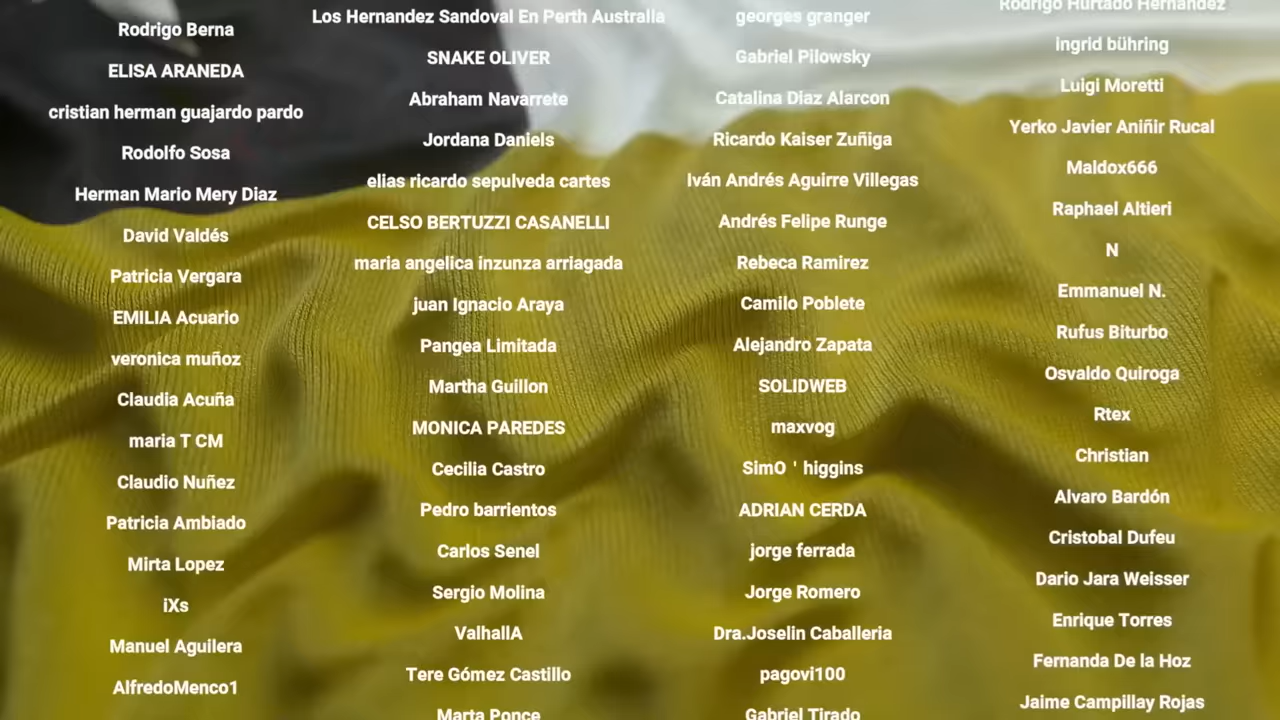 Rodrigo Berna
ELISA ARANEDA
cristian herman guajardo pardo
Rodolfo Sosa
Herman Mario Mery Diaz
David Valdés
Patricia Vergara
EMILIA Acuario
veronica muñoz
Claudia Acuña
maria T CM
Claudio Nuñez
Patricia Ambiado
Mirta Lopez
iXs
Manuel Aguilera
AlfredoMenco1
Los Hernandez Sandoval En Perth Australia
SNAKE OLIVER
Abraham Navarrete
Jordana Daniels
elias ricardo sepulveda cartes
CELSO BERTUZZI CASANELLI
maria angelica inzunza arriagada
juan Ignacio Araya
Pangea Limitada
Martha Guillon
MONICA PAREDES
Cecilia Castro
Pedro barrientos
Carlos Senel
Sergio Molina
ValhallA
Tere Gómez Castillo
Marta Ponce
georges granger
Gabriel Pilowsky
Catalina Diaz Alarcon
Ricardo Kaiser Zuñiga
Iván Andrés Aguirre Villegas
Andrés Felipe Runge
Rebeca Ramirez
Camilo Poblete
Alejandro Zapata
SOLIDWEB
maxvog
SimO ' higgins
ADRIAN CERDA
jorge ferrada
Jorge Romero
Dra.Joselin Caballeria
pagovi100
Gabriel Tirado
Rodrigo Hurtado Hernandez
ingrid bühring
Luigi Moretti
Yerko Javier Aniñir Rucal
Maldox666
Raphael Altieri
N
Emmanuel N.
Rufus Biturbo
Osvaldo Quiroga
Rtex
Christian
Alvaro Bardón
Cristobal Dufeu
Dario Jara Weisser
Enrique Torres
Fernanda De la Hoz
Jaime Campillay Rojas